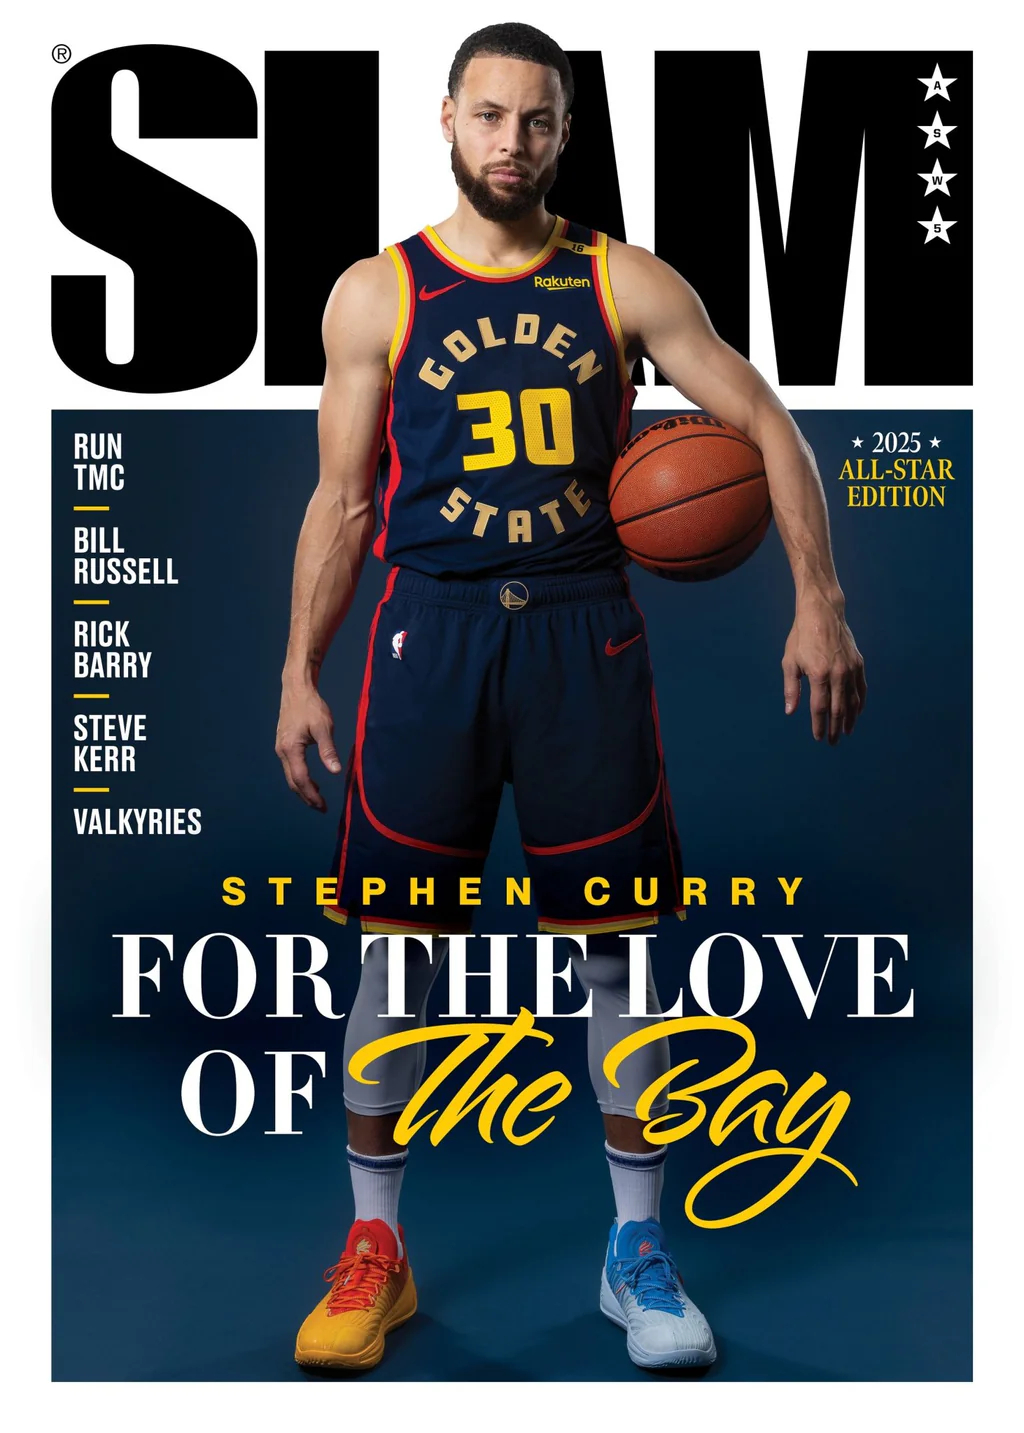 ®
SLAM
A
S
W
5
16
Rakuten
GOLDEN
30
STATE
RUN
TMC
BILL
RUSSELL
RICK
BARRY
STEVE
KERR
VALKYRIES
★ 2025 ★
ALL-STAR
EDITION
STEPHEN CURRY
FOR THE LOVE
OF The Bay